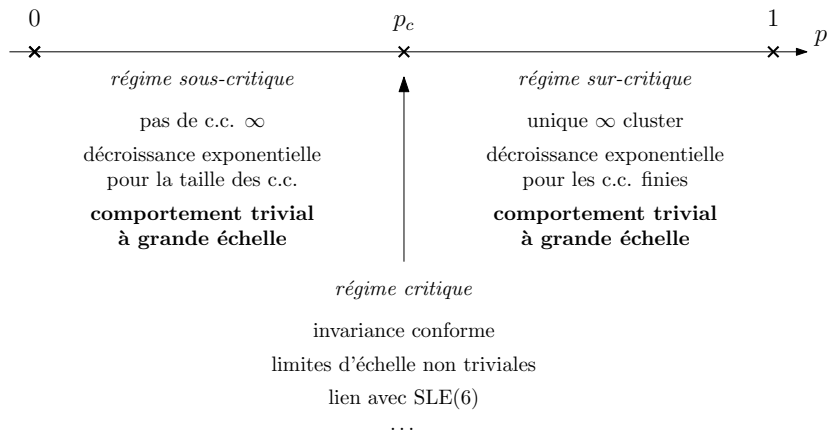 0
p_c
1
p
régime sous-critique
pas de c.c. ∞
décroissance exponentielle
pour la taille des c.c.
comportement trivial
à grande échelle
régime sur-critique
unique ∞ cluster
décroissance exponentielle
pour les c.c. finies
comportement trivial
à grande échelle
régime critique
invariance conforme
limites d'échelle non triviales
lien avec SLE(6)
...